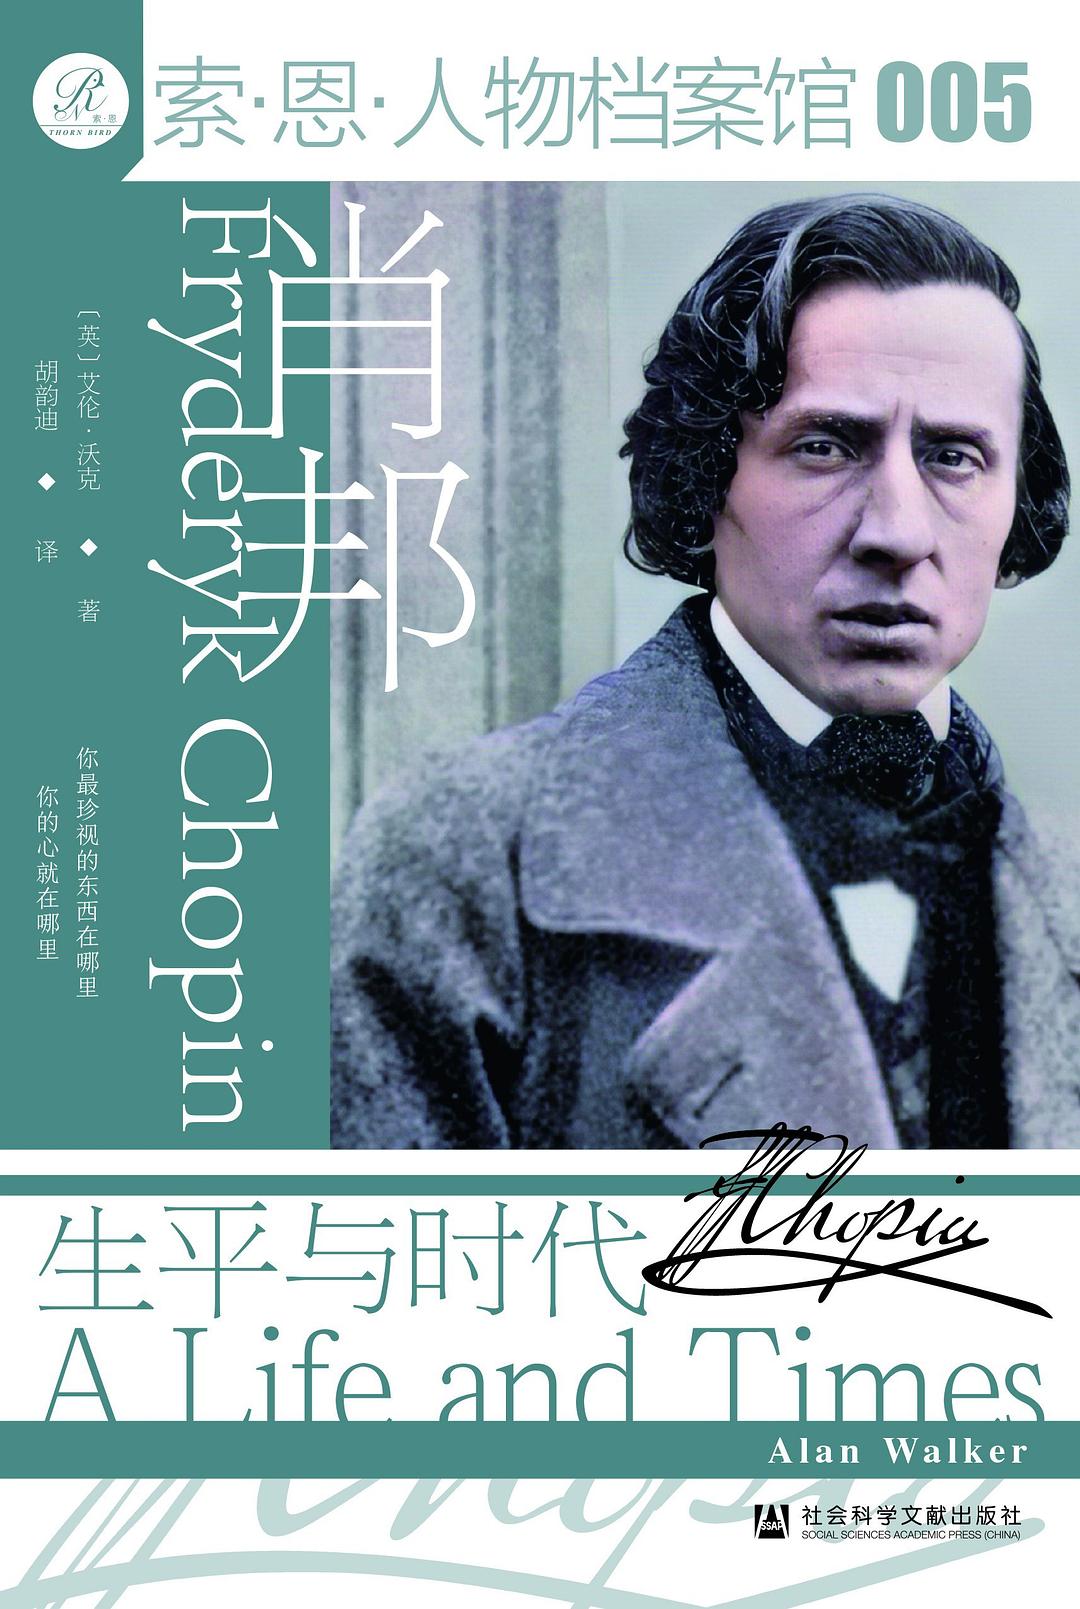 索·恩
THORN BIRD
索·恩·人物档案馆 005
肖邦
Fryderyk Chopin
〔英〕艾伦·沃克 ◆ 著
胡韵迪 ◆ 译
你最珍视的东西在哪里
你的心就在哪里
Chopin
生平与时代
A Life and Times
Alan Walker
SSAP
社会科学文献出版社
SOCIAL SCIENCES ACADEMIC PRESS (CHINA)